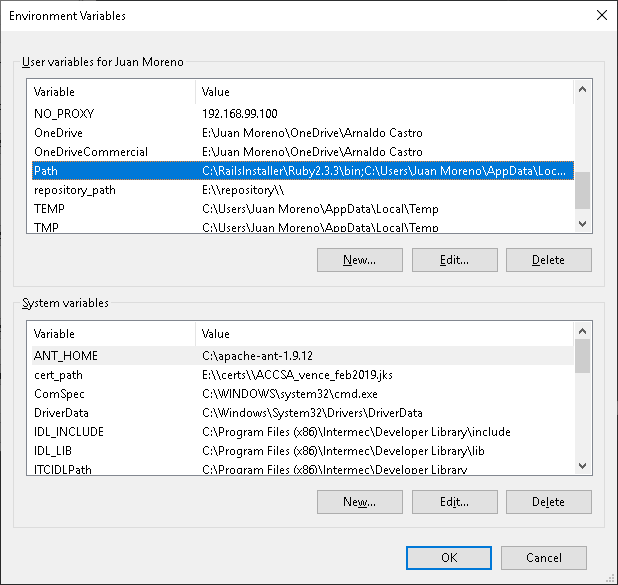 Environment Variables
User variables for Juan Moreno
Variable Value
NO_PROXY 192.168.99.100
OneDrive E:\Juan Moreno\OneDrive\Arnaldo Castro
OneDriveCommercial E:\Juan Moreno\OneDrive\Arnaldo Castro
Path C:\RailsInstaller\Ruby2.3.3\bin;C:\Users\Juan Moreno\AppData\Loc...
repository_path E:\\repository\\
TEMP C:\Users\Juan Moreno\AppData\Local\Temp
TMP C:\Users\Juan Moreno\AppData\Local\Temp
New... Edit... Delete
System variables
Variable Value
ANT_HOME C:\apache-ant-1.9.12
cert_path E:\\certs\\ACCSA_vence_feb2019.jks
ComSpec C:\WINDOWS\system32\cmd.exe
DriverData C:\Windows\System32\Drivers\DriverData
IDL_INCLUDE C:\Program Files (x86)\Intermec\Developer Library\include
IDL_LIB C:\Program Files (x86)\Intermec\Developer Library\lib
ITCIDLPath C:\Program Files (x86)\Intermec\Developer Library
New... Edit... Delete
OK Cancel